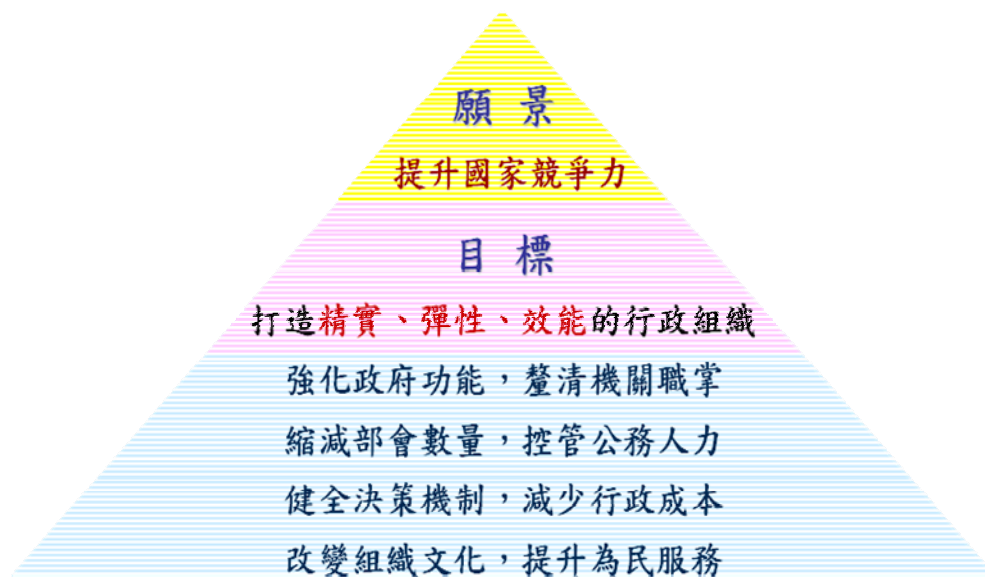 願景
提升國家競爭力
目標
打造精實、彈性、效能的行政組織
強化政府功能，釐清機關職掌
縮減部會數量，控管公務人力
健全決策機制，減少行政成本
改變組織文化，提升為民服務